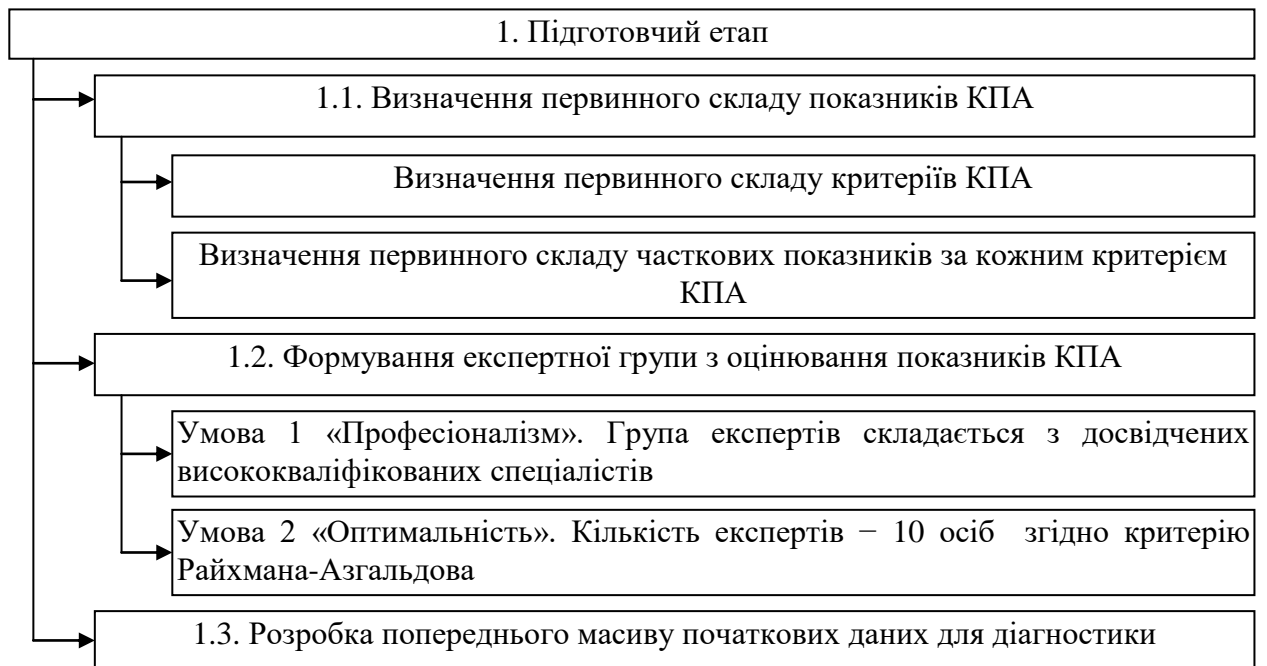 1. Підготовчий етап
1.1. Визначення первинного складу показників КПА
Визначення первинного складу критеріїв КПА
Визначення первинного складу часткових показників за кожним критерієм
КПА
1.2. Формування експертної групи з оцінювання показників КПА
Умова 1 «Професіоналізм». Група експертів складається з досвідчених
висококваліфікованих спеціалістів
Умова 2 «Оптимальність». Кількість експертів − 10 осіб згідно критерію
Райхмана-Азгальдова
1.3. Розробка попереднього масиву початкових даних для діагностики